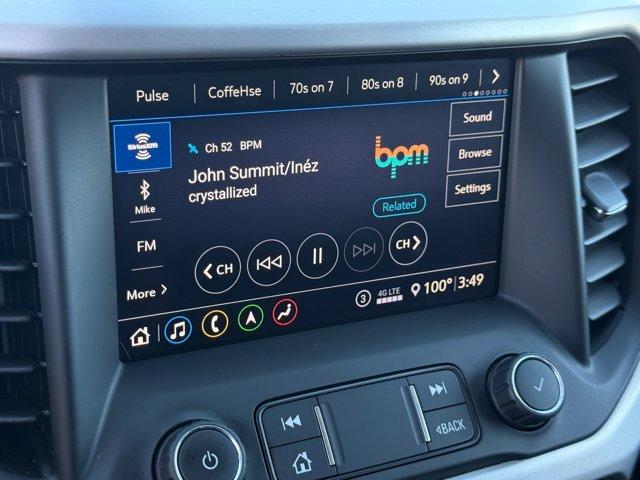 Pulse CoffeHse 70s on 7 80s on 8 90s on 9
SiriusXM
Ch 52 BPM
John Summit/Inéz
crystallized
bpm
Related
Sound
Browse
Settings
Mike
FM
More
CH
CH
3 4G LTE 100° 3:49
BACK